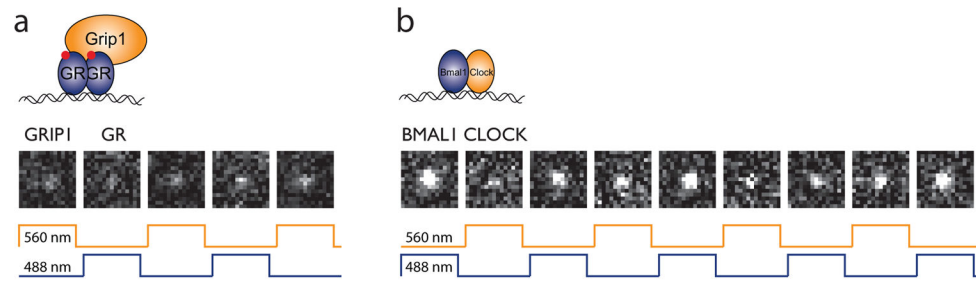 a
Grip1
GR GR
GRIP1 GR
560 nm
488 nm
b
Bmal1 Clock
BMAL1 CLOCK
560 nm
488 nm